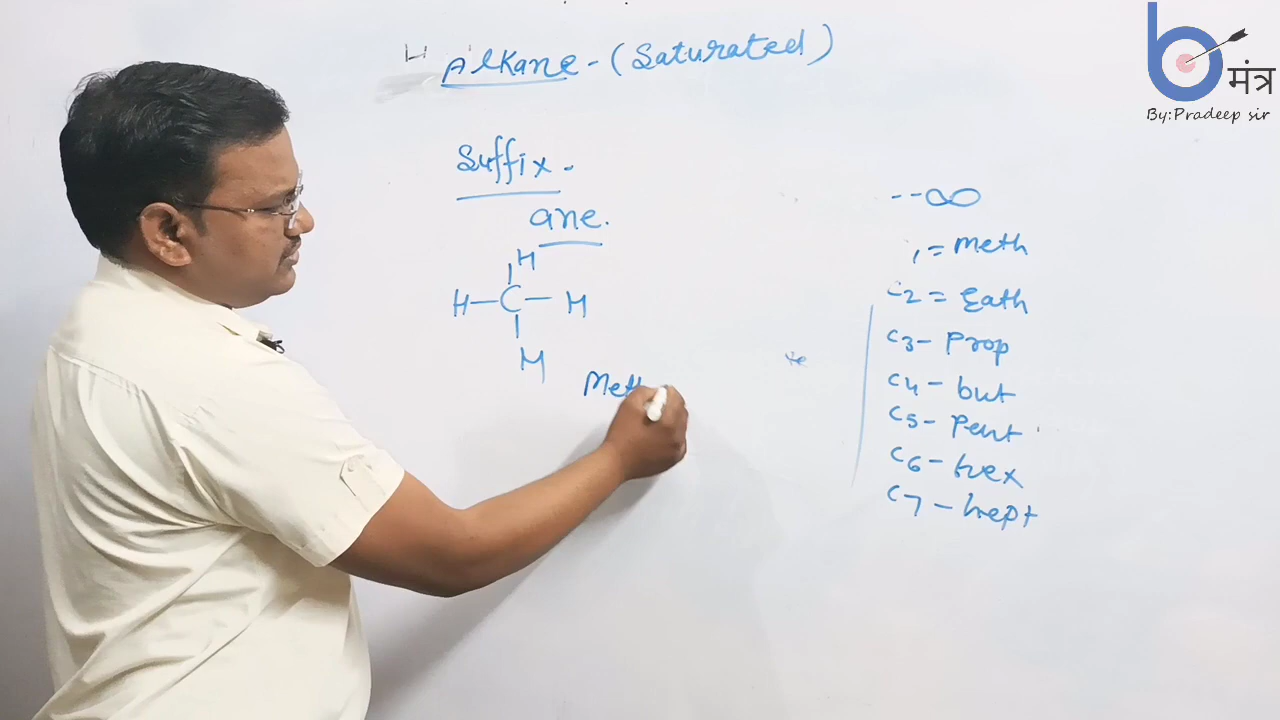 Alkane - (Saturated)
Suffix -
ane.
H
H - C - H
H
Meth
--∞
1 = Meth
C2 = Eath
C3 - Prop
C4 - but
C5 - Pent
C6 - hex
C7 - hept
b
मंत्र
By:Pradeep sir